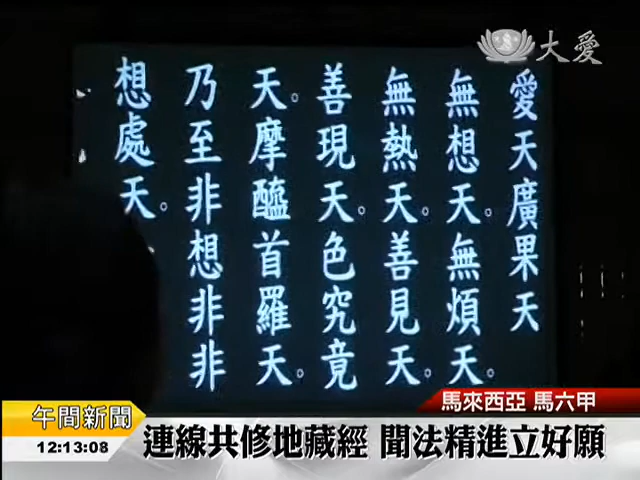 大愛
愛天廣果天
無想天。無煩天。
無熱天。善見天。
善現天。色究竟
天。摩醯首羅天。
乃至非想非非
想處天。
馬來西亞 馬六甲
午間新聞
12:13:08
連線共修地藏經 聞法精進立好願